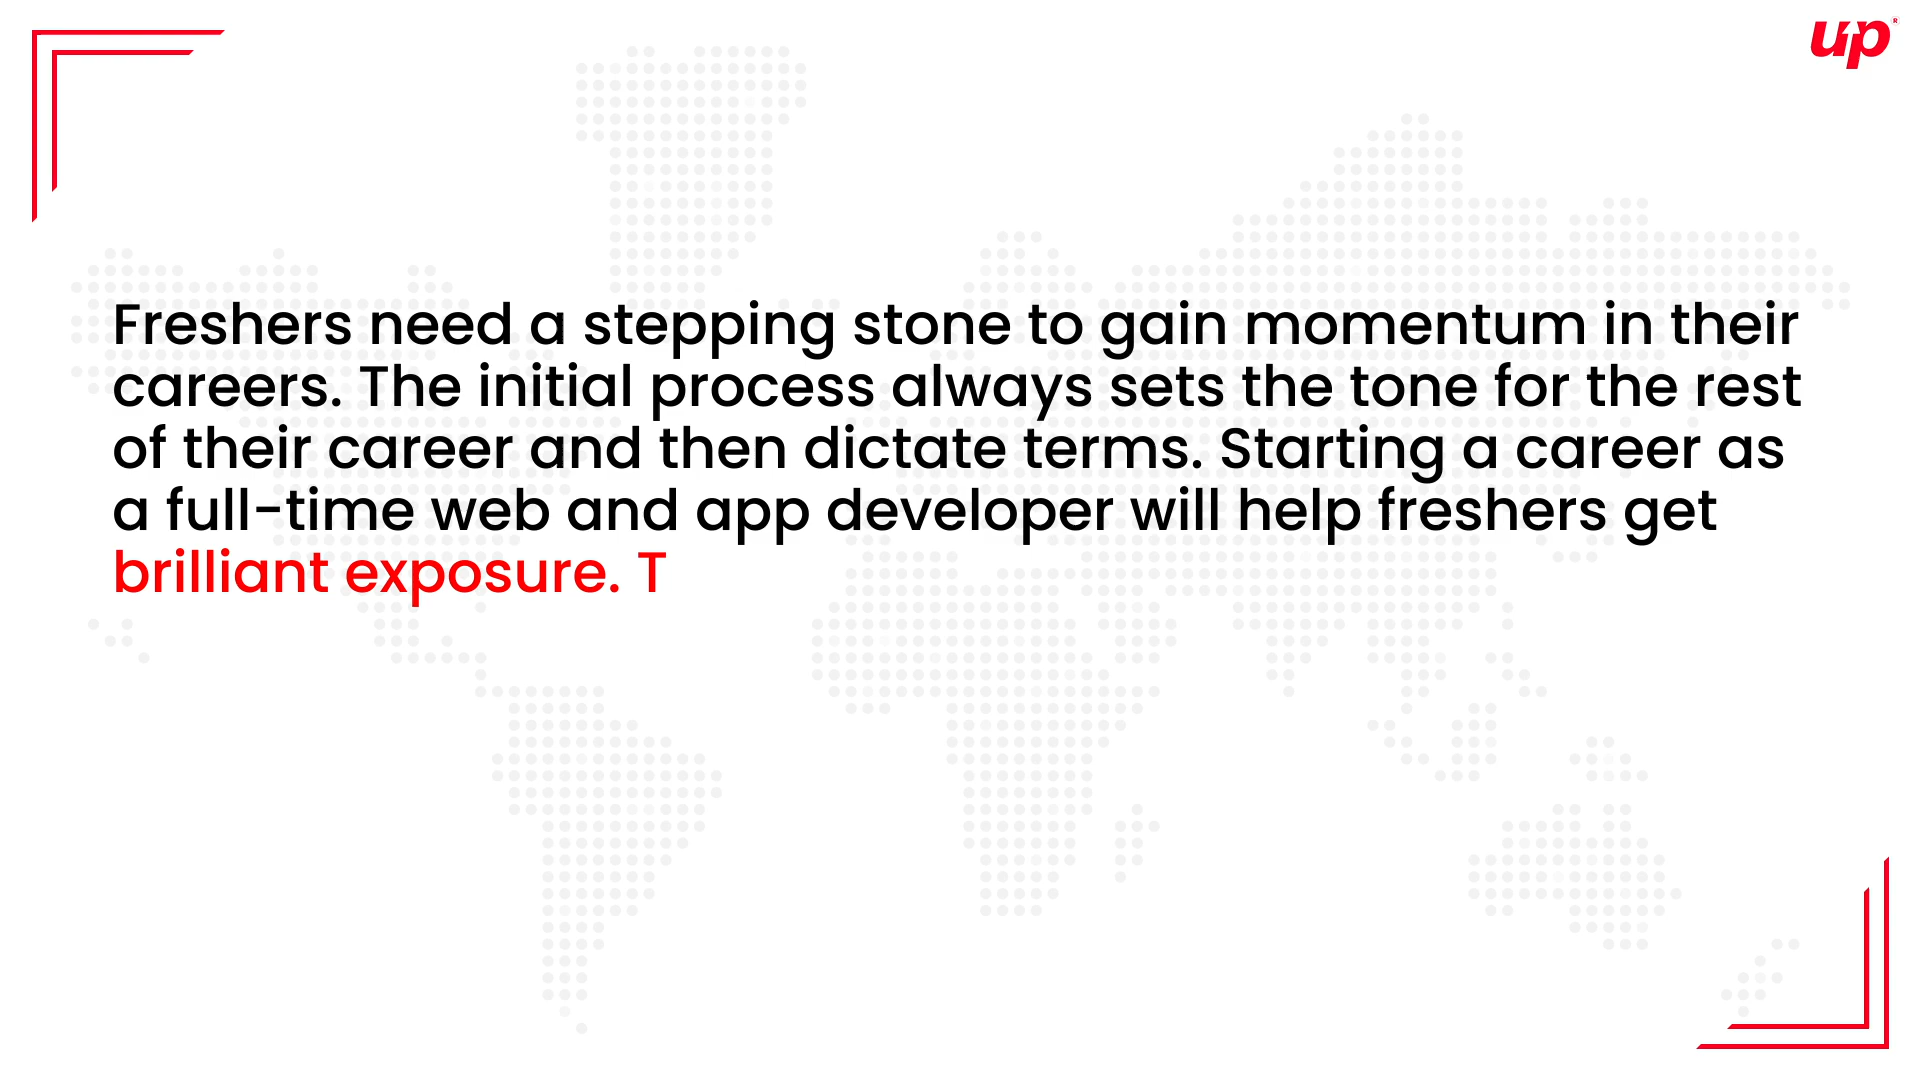 up
Freshers need a stepping stone to gain momentum in their
careers. The initial process always sets the tone for the rest
of their career and then dictate terms. Starting a career as
a full-time web and app developer will help freshers get
brilliant exposure. T